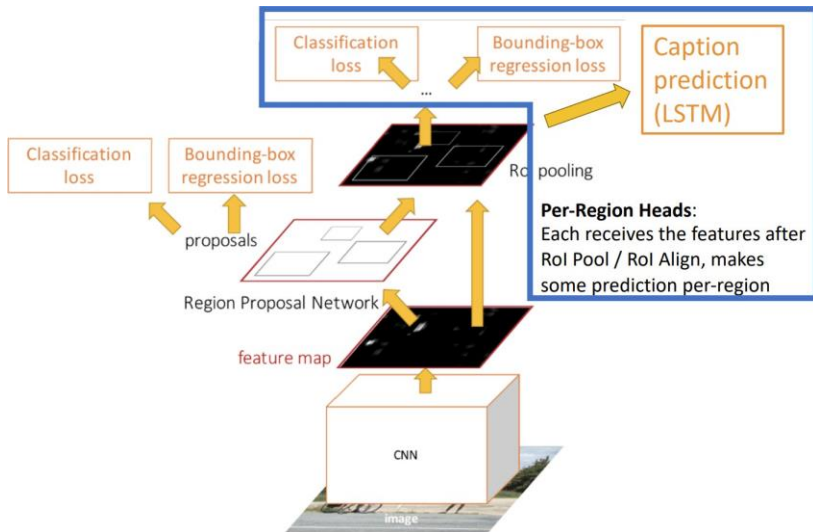 Classification
loss
Bounding-box
regression loss
Caption
prediction
(LSTM)
...
Classification
loss
Bounding-box
regression loss
RoI pooling
proposals
Per-Region Heads:
Each receives the features after
RoI Pool / RoI Align, makes
some prediction per-region
Region Proposal Network
feature map
CNN
image